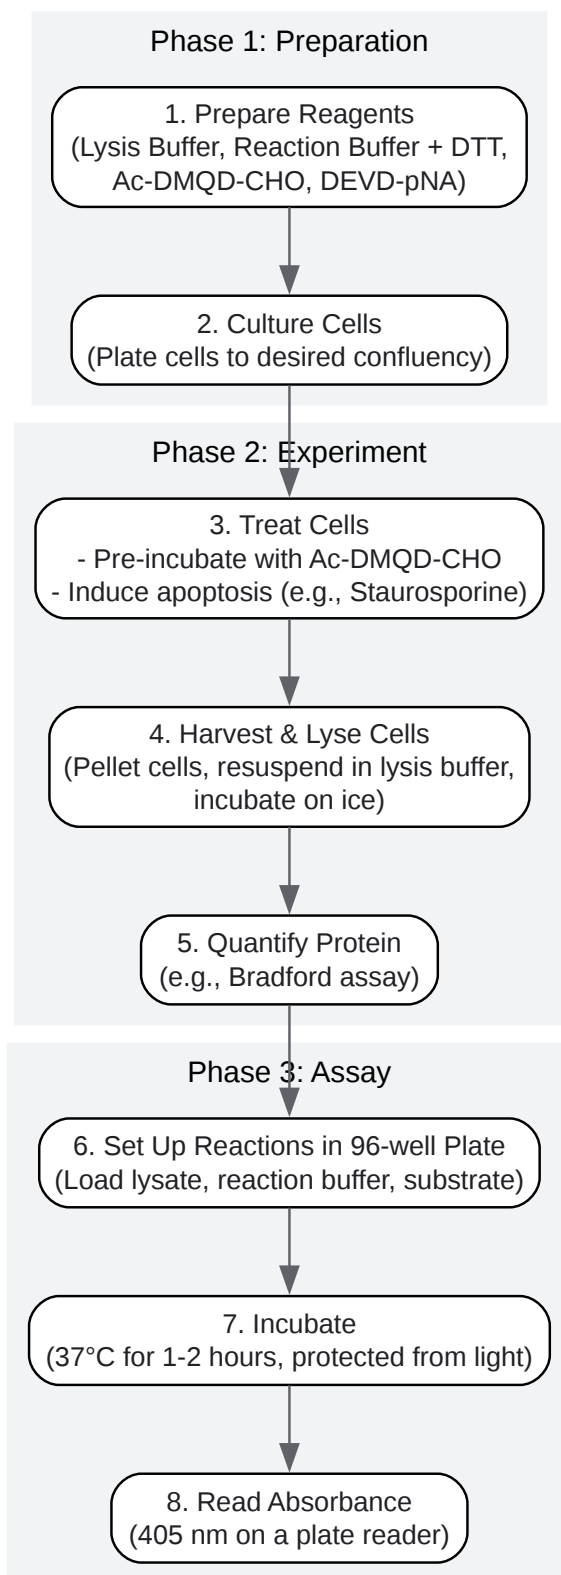 Phase 1: Preparation
1. Prepare Reagents
(Lysis Buffer, Reaction Buffer + DTT,
Ac-DMQD-CHO, DEVD-pNA)
2. Culture Cells
(Plate cells to desired confluency)
Phase 2: Experiment
3. Treat Cells
- Pre-incubate with Ac-DMQD-CHO
- Induce apoptosis (e.g., Staurosporine)
4. Harvest & Lyse Cells
(Pellet cells, resuspend in lysis buffer,
incubate on ice)
5. Quantify Protein
(e.g., Bradford assay)
Phase 3: Assay
6. Set Up Reactions in 96-well Plate
(Load lysate, reaction buffer, substrate)
7. Incubate
(37°C for 1-2 hours, protected from light)
8. Read Absorbance
(405 nm on a plate reader)